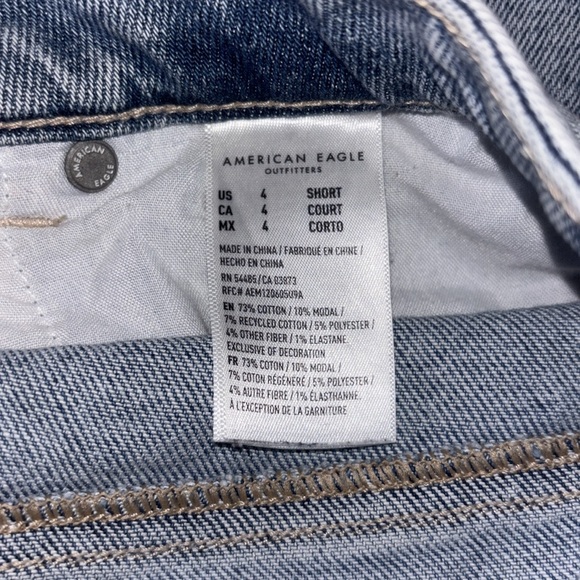 AMERICAN
EAGLE
AMERICAN EAGLE
OUTFITTERS
US 4 SHORT
CA 4 COURT
MX 4 CORTO
MADE IN CHINA / FABRIQUÉ EN CHINE /
HECHO EN CHINA
RN 54485 / CA 03873
RFC# AEM120605U9A
EN 73% COTTON / 10% MODAL /
7% RECYCLED COTTON / 5% POLYESTER /
4% OTHER FIBER / 1% ELASTANE.
EXCLUSIVE OF DECORATION
FR 73% COTON / 10% MODAL /
7% COTON RÉGÉNÉRÉ / 5% POLYESTER /
4% AUTRE FIBRE / 1% ÉLASTHANNE.
À L'EXCEPTION DE LA GARNITURE